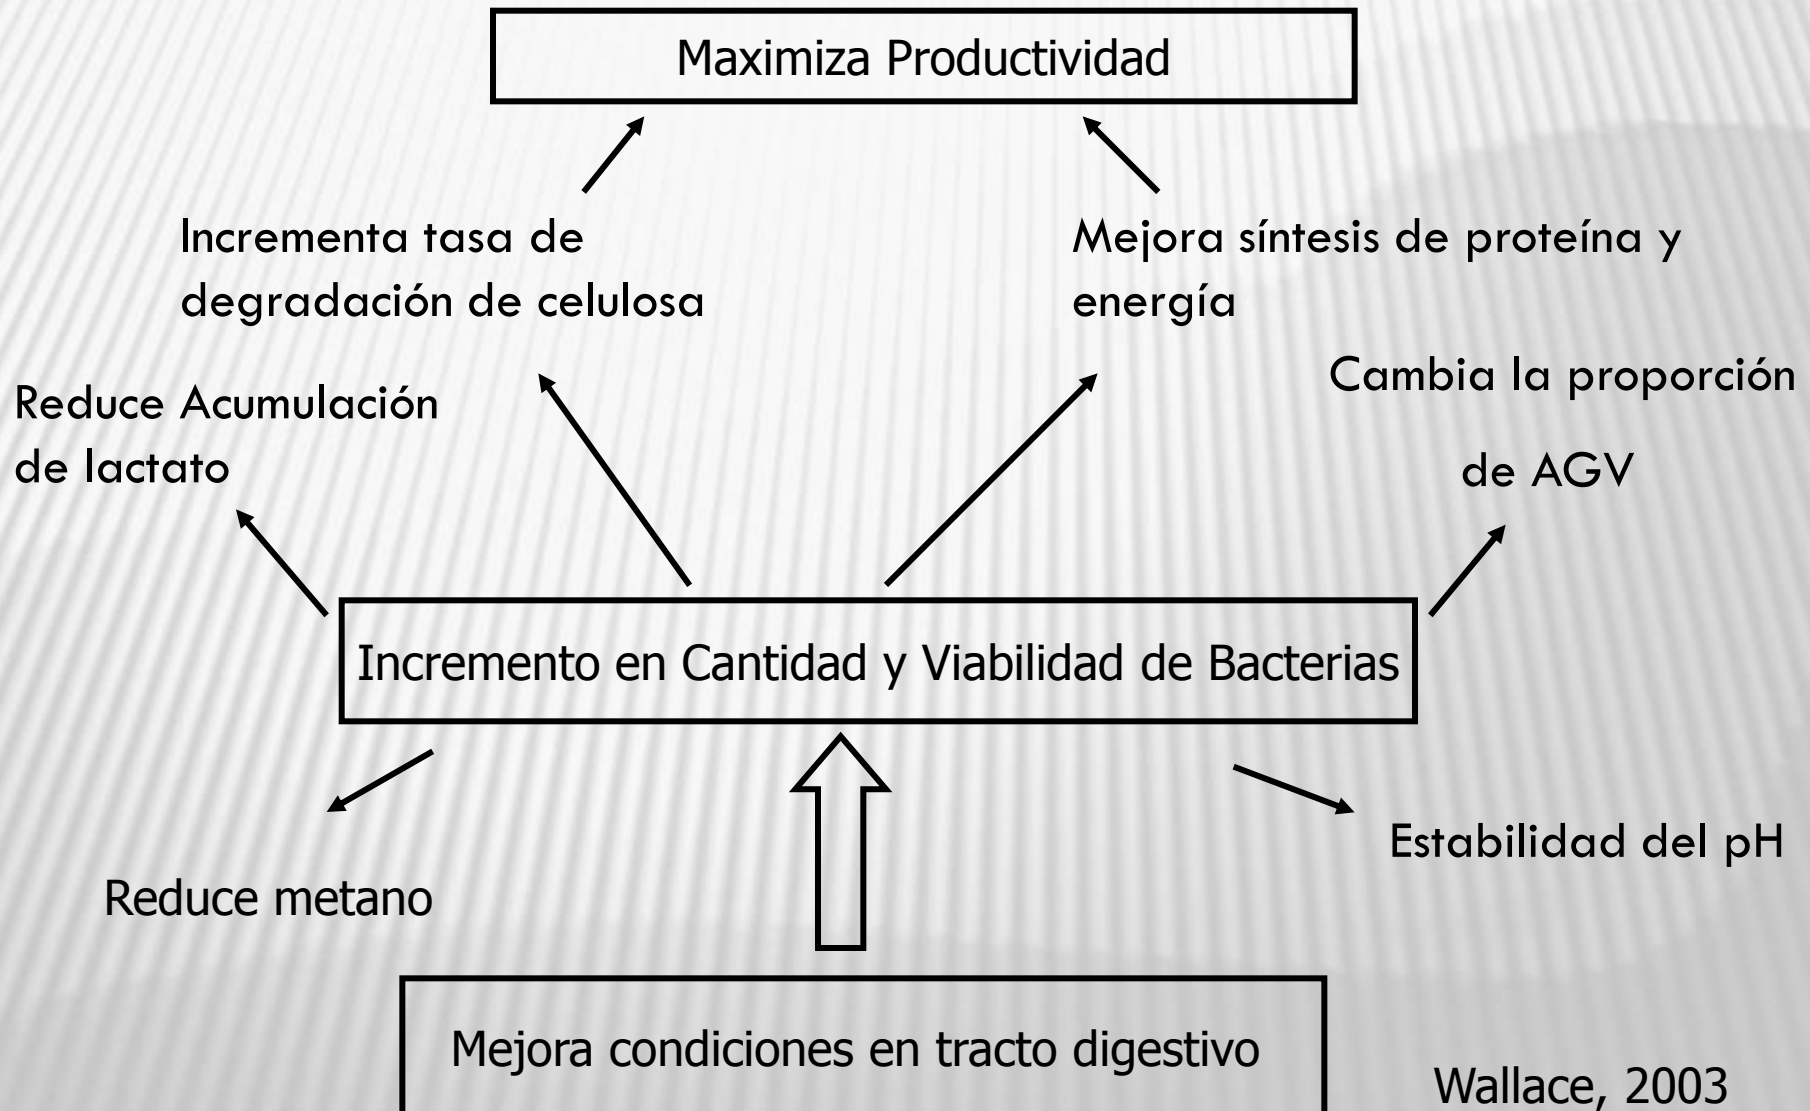 Maximiza Productividad
Incrementa tasa de
degradación de celulosa
Mejora síntesis de proteína y
energía
Reduce Acumulación
de lactato
Cambia la proporción
de AGV
Incremento en Cantidad y Viabilidad de Bacterias
Reduce metano
Estabilidad del pH
Mejora condiciones en tracto digestivo
Wallace, 2003